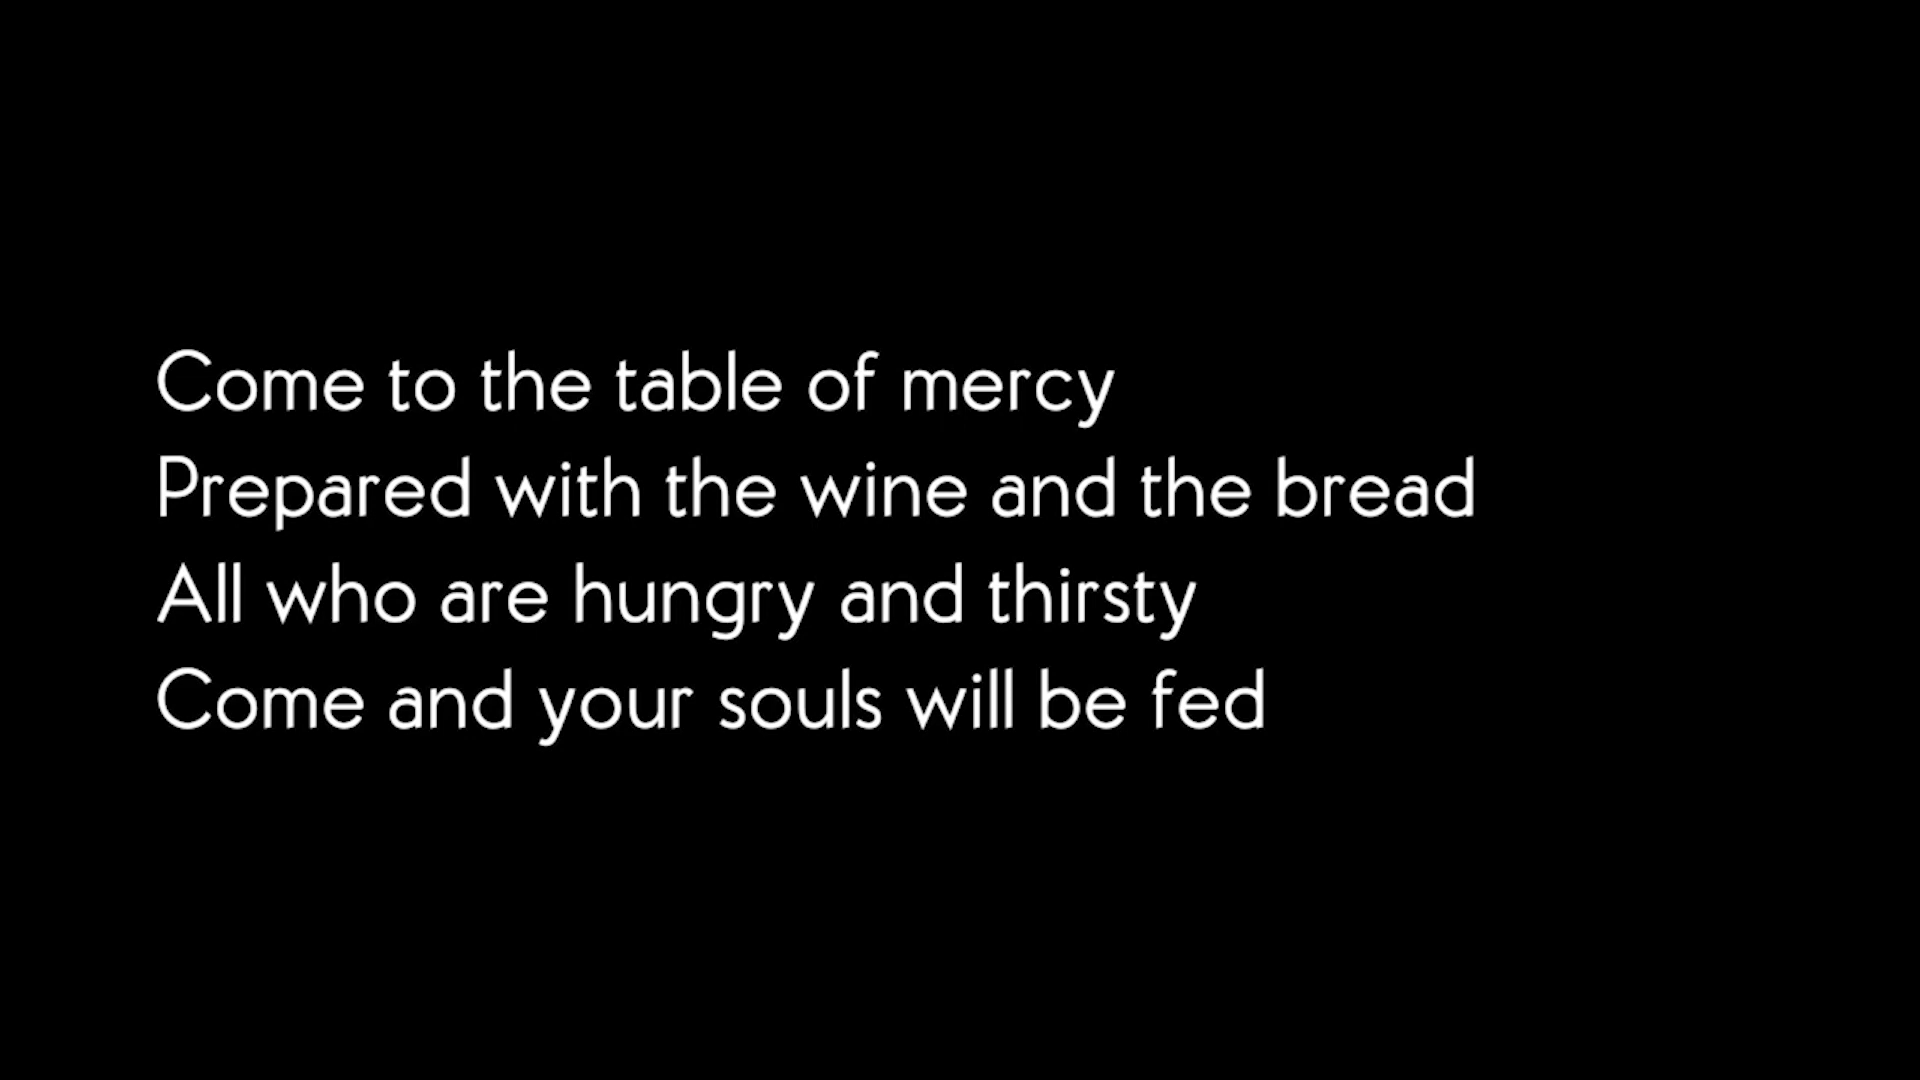 Come to the table of mercy
Prepared with the wine and the bread
All who are hungry and thirsty
Come and your souls will be fed